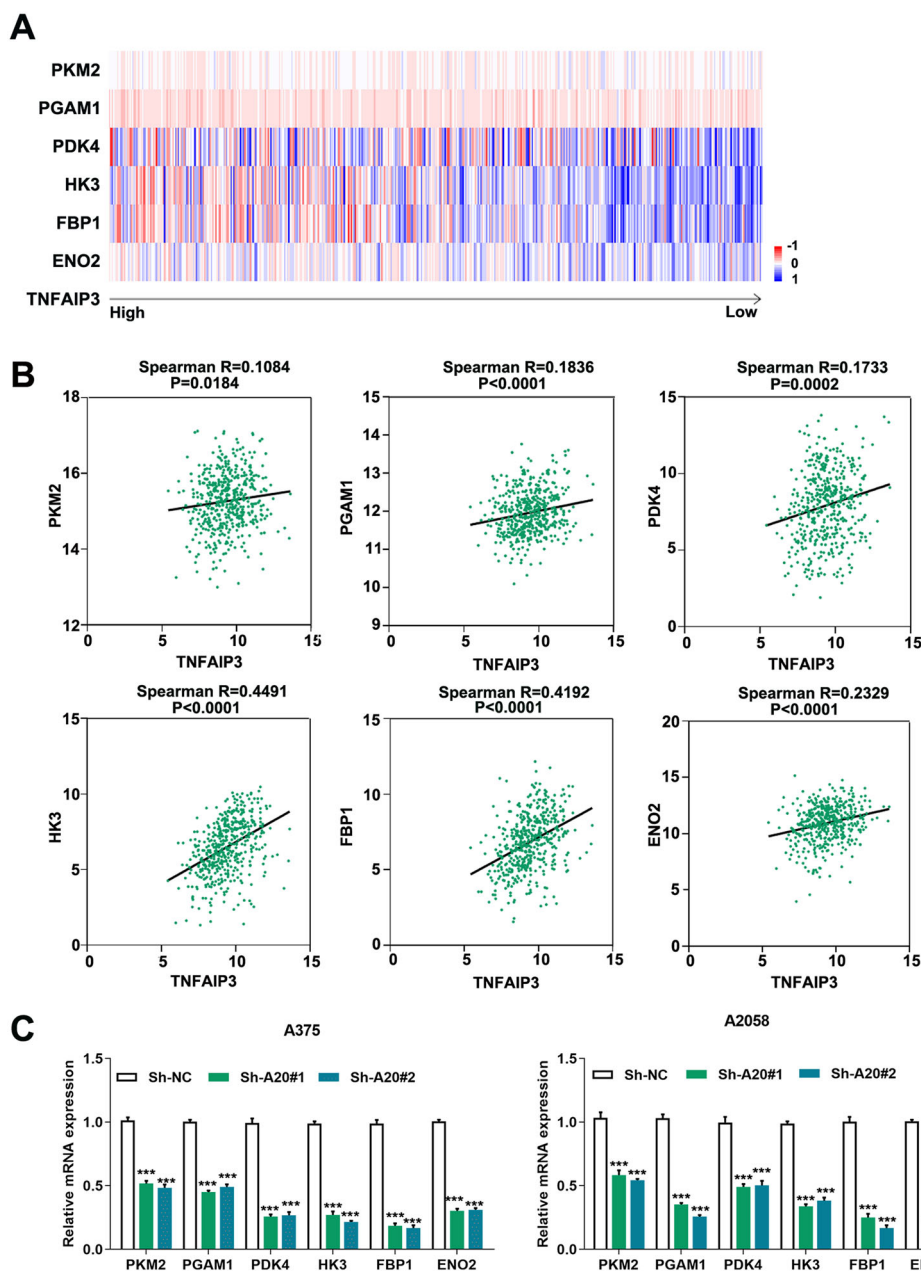 A
PKM2
PGAM1
PDK4
HK3
FBP1
ENO2
TNFAIP3
High
Low
-1
0
1
B
Spearman R=0.1084
P=0.0184
18
16
14
12
PKM2
0
5
10
15
TNFAIP3
Spearman R=0.1836
P<0.0001
15
14
13
12
11
10
9
PGAM1
0
5
10
15
TNFAIP3
Spearman R=0.1733
P=0.0002
15
10
5
0
PDK4
0
5
10
15
TNFAIP3
Spearman R=0.4491
P<0.0001
15
10
5
0
HK3
0
5
10
15
TNFAIP3
Spearman R=0.4192
P<0.0001
15
10
5
0
FBP1
0
5
10
15
TNFAIP3
Spearman R=0.2329
P<0.0001
20
15
10
5
0
ENO2
0
5
10
15
TNFAIP3
C
A375
Relative mRNA expression
1.5
1.0
0.5
0.0
Sh-NC Sh-A20#1 Sh-A20#2
*** *** *** *** *** *** *** *** *** *** *** ***
PKM2 PGAM1 PDK4 HK3 FBP1 ENO2
A2058
Relative mRNA expression
1.5
1.0
0.5
0.0
Sh-NC Sh-A20#1 Sh-A20#2
*** *** *** *** *** *** *** *** *** ***
PKM2 PGAM1 PDK4 HK3 FBP1 E